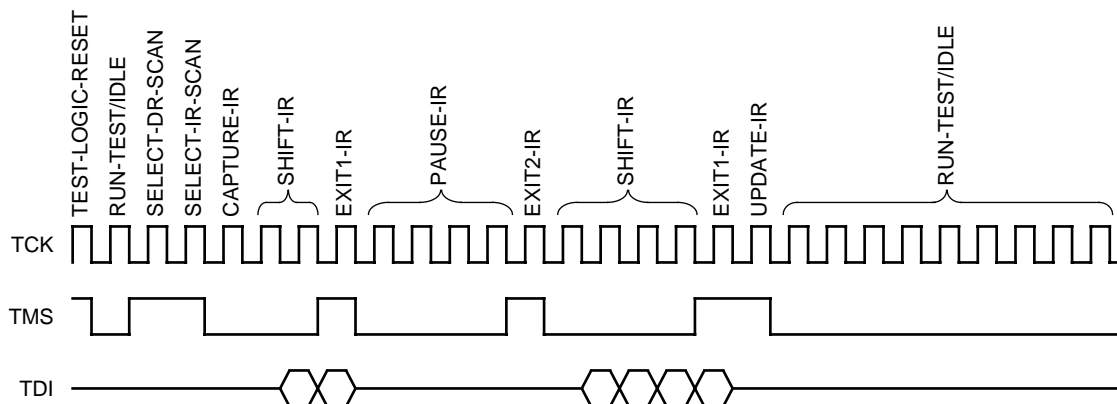 TEST-LOGIC-RESET
RUN-TEST/IDLE
SELECT-DR-SCAN
SELECT-IR-SCAN
CAPTURE-IR
SHIFT-IR
EXIT1-IR
PAUSE-IR
EXIT2-IR
SHIFT-IR
EXIT1-IR
UPDATE-IR
RUN-TEST/IDLE
TCK
TMS
TDI